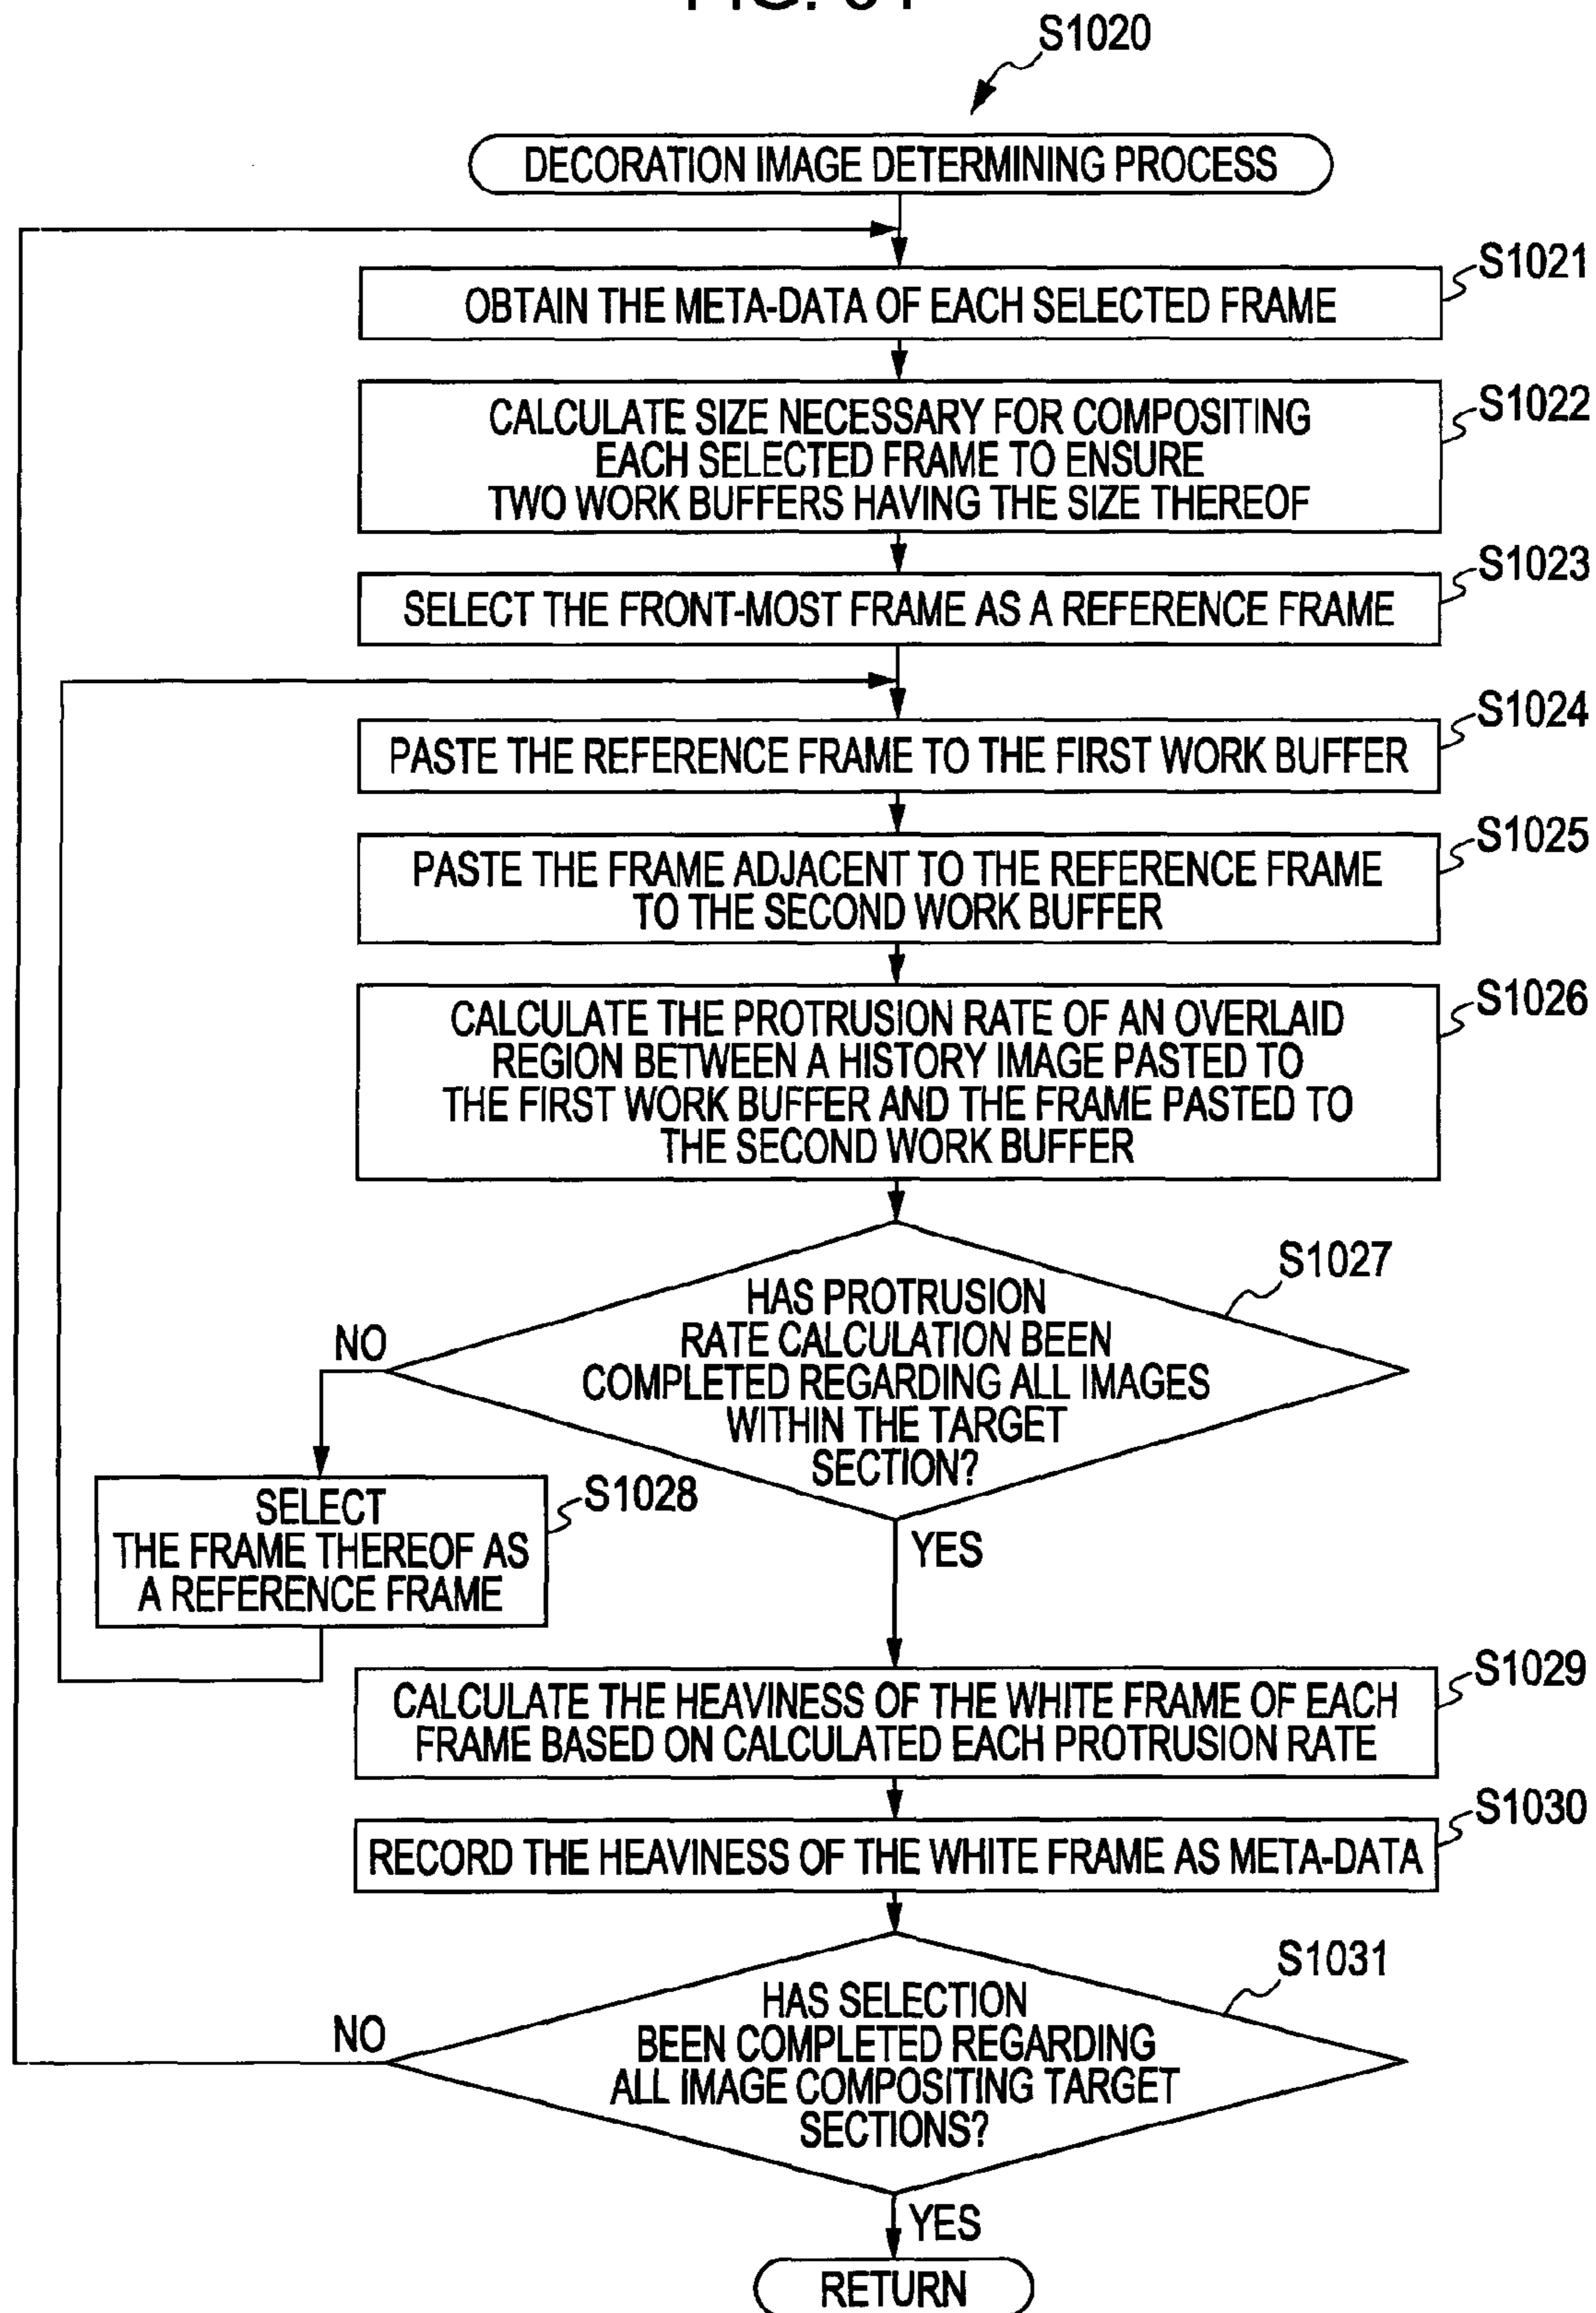 S1020
DECORATION IMAGE DETERMINING PROCESS
S1021
OBTAIN THE META-DATA OF EACH SELECTED FRAME
S1022
CALCULATE SIZE NECESSARY FOR COMPOSITING
EACH SELECTED FRAME TO ENSURE
TWO WORK BUFFERS HAVING THE SIZE THEREOF
S1023
SELECT THE FRONT-MOST FRAME AS A REFERENCE FRAME
S1024
PASTE THE REFERENCE FRAME TO THE FIRST WORK BUFFER
S1025
PASTE THE FRAME ADJACENT TO THE REFERENCE FRAME
TO THE SECOND WORK BUFFER
S1026
CALCULATE THE PROTRUSION RATE OF AN OVERLAID
REGION BETWEEN A HISTORY IMAGE PASTED TO
THE FIRST WORK BUFFER AND THE FRAME PASTED TO
THE SECOND WORK BUFFER
S1027
HAS PROTRUSION
RATE CALCULATION BEEN
COMPLETED REGARDING ALL IMAGES
WITHIN THE TARGET
SECTION?
NO
S1028
SELECT
THE FRAME THEREOF AS
A REFERENCE FRAME
YES
S1029
CALCULATE THE HEAVINESS OF THE WHITE FRAME OF EACH
FRAME BASED ON CALCULATED EACH PROTRUSION RATE
S1030
RECORD THE HEAVINESS OF THE WHITE FRAME AS META-DATA
S1031
HAS SELECTION
BEEN COMPLETED REGARDING
ALL IMAGE COMPOSITING TARGET
SECTIONS?
NO
YES
RETURN